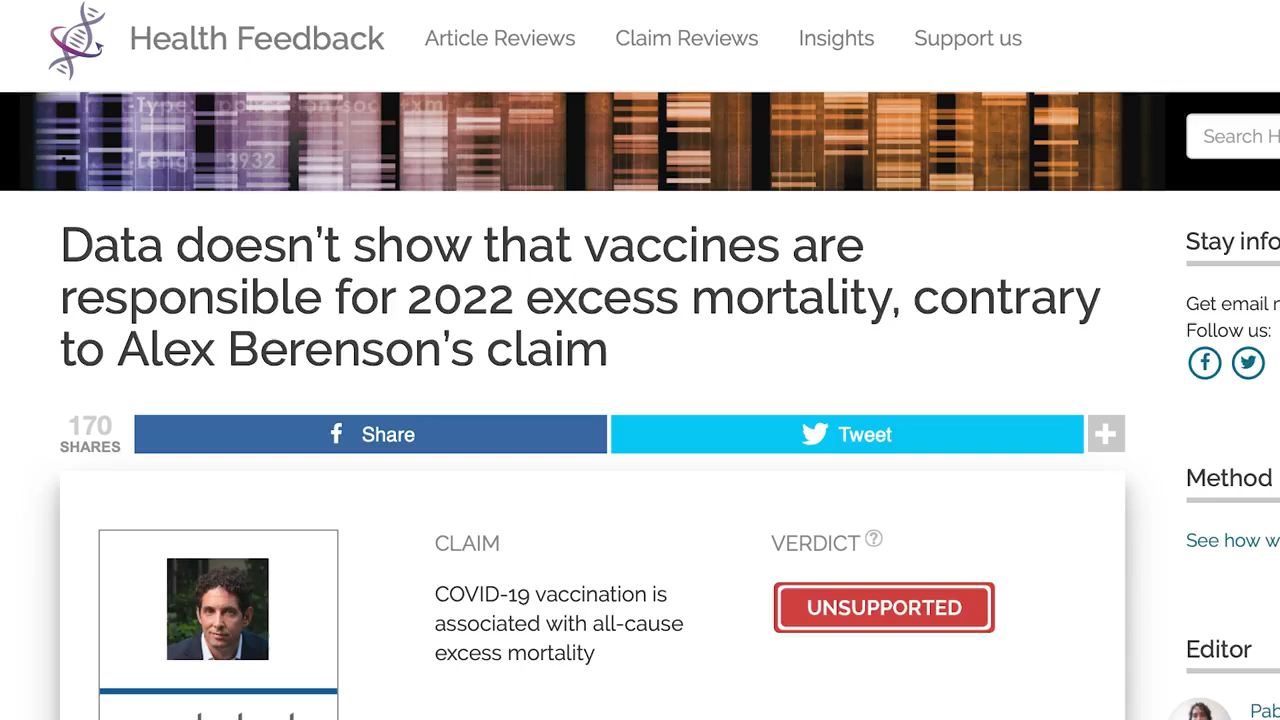 Health Feedback
Article Reviews
Claim Reviews
Insights
Support us
Search H
Data doesn't show that vaccines are
responsible for 2022 excess mortality, contrary
to Alex Berenson's claim
170
SHARES
Share
Tweet
CLAIM
COVID-19 vaccination is
associated with all-cause
excess mortality
VERDICT
UNSUPPORTED
Stay info
Get email
Follow us:
Method
See how w
Editor
Pab